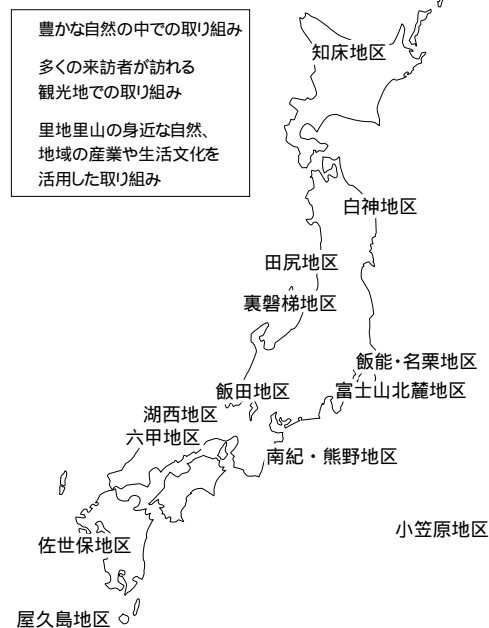 豊かな自然の中での取り組み
多くの来訪者が訪れる
観光地での取り組み
里地里山の身近な自然、
地域の産業や生活文化を
活用した取り組み
知床地区
白神地区
田尻地区
裏磐梯地区
飯能・名栗地区
飯田地区
富士山北麓地区
湖西地区
六甲地区
南紀・熊野地区
小笠原地区
佐世保地区
屋久島地区